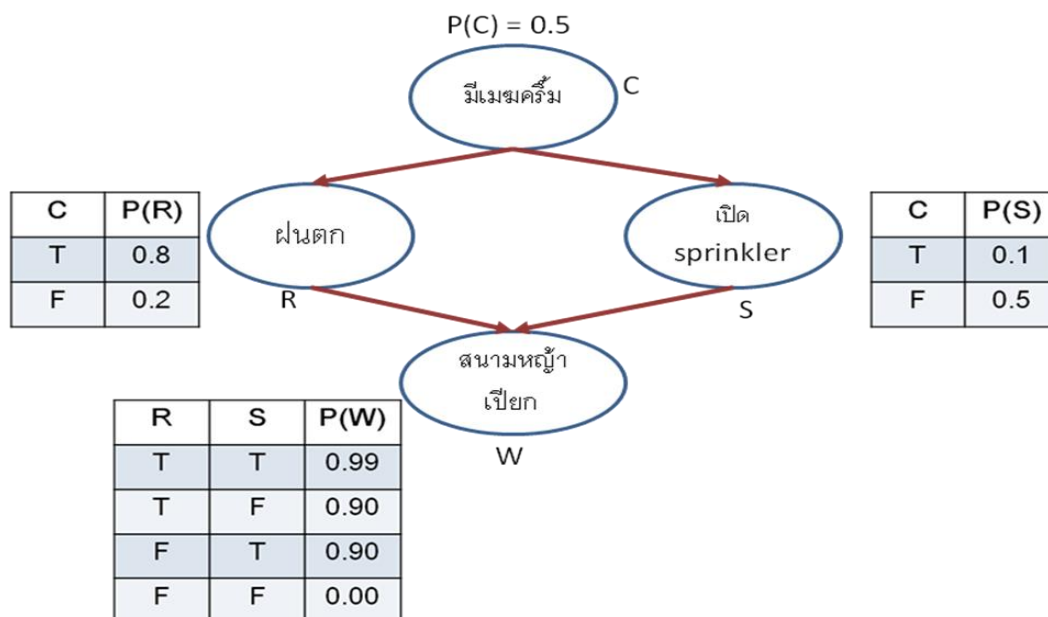 P(C) = 0.5
มีเมฆครึ้ม
C
C P(R)
T 0.8
F 0.2
ฝนตก
R
เปิด
sprinkler
S
C P(S)
T 0.1
F 0.5
สนามหญ้า
เปียก
W
R S P(W)
T T 0.99
T F 0.90
F T 0.90
F F 0.00